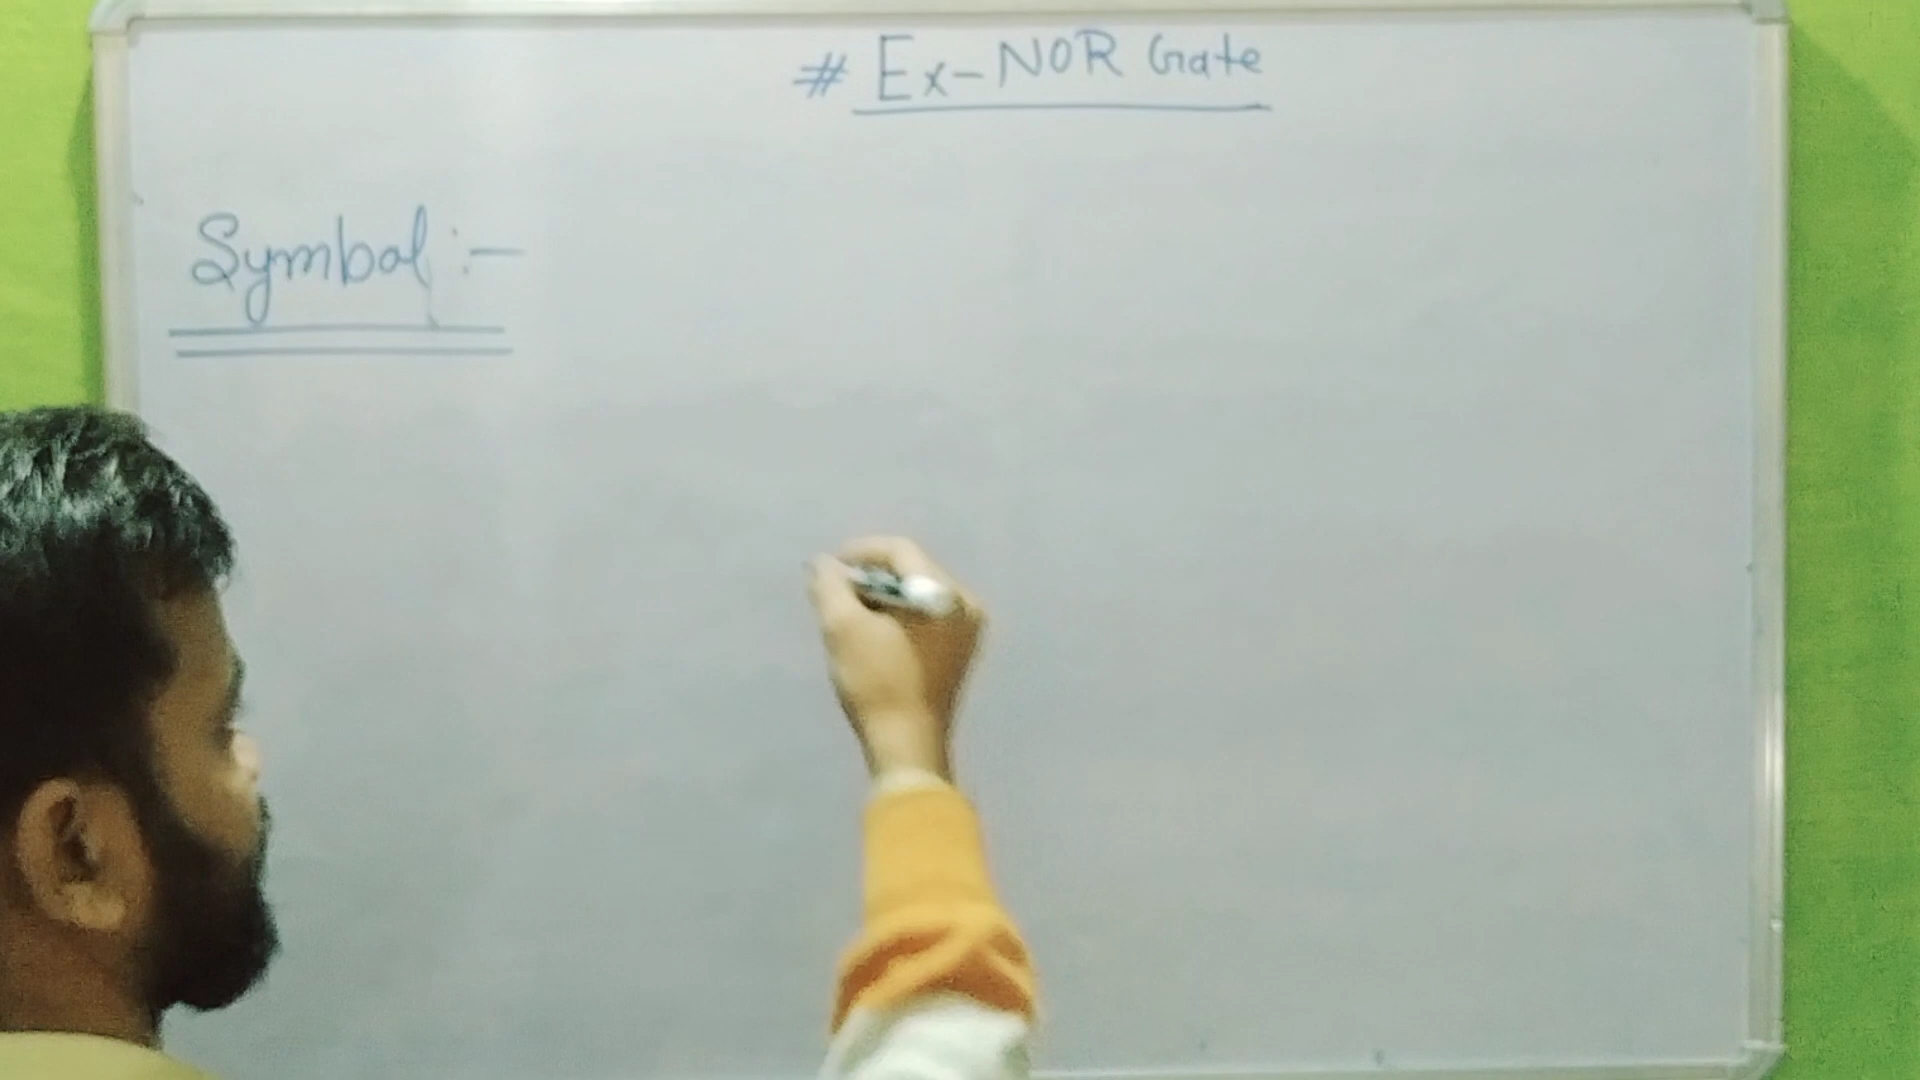 # Ex-NOR Gate
Symbol :-